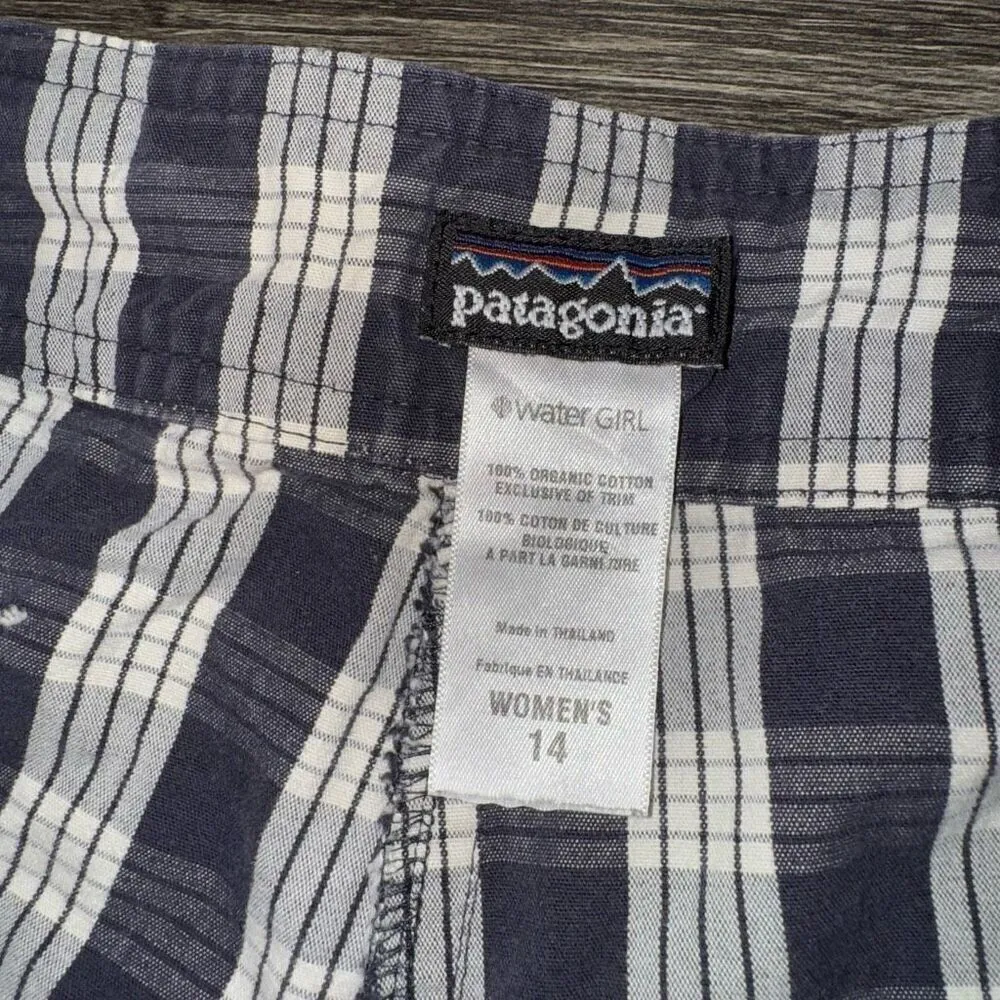 patagonia
water GIRL
100% ORGANIC COTTON
EXCLUSIVE OF TRIM
100% COTON DE CULTURE
BIOLOGIQUE
A PART LA GARNITURE
Made in THAILAND
Fabrique EN THAILANDE
WOMEN'S
14